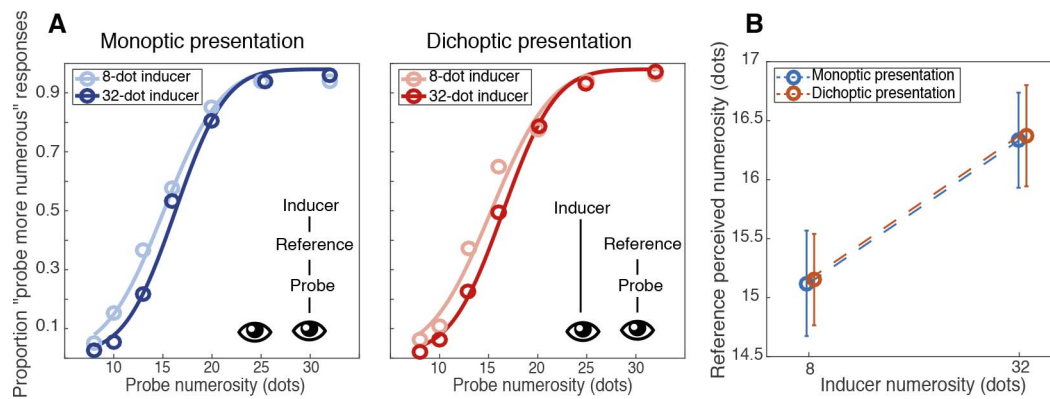 A
Monoptic presentation
Proportion "probe more numerous" responses
0.9
0.7
0.5
0.3
0.1
8-dot inducer
32-dot inducer
Inducer
Reference
Probe
10 15 20 25 30
Probe numerosity (dots)
Dichoptic presentation
8-dot inducer
32-dot inducer
Inducer
Reference
Probe
10 15 20 25 30
Probe numerosity (dots)
B
Reference perceived numerosity (dots)
17
16.5
16
15.5
15
14.5
Monoptic presentation
Dichoptic presentation
8 32
Inducer numerosity (dots)